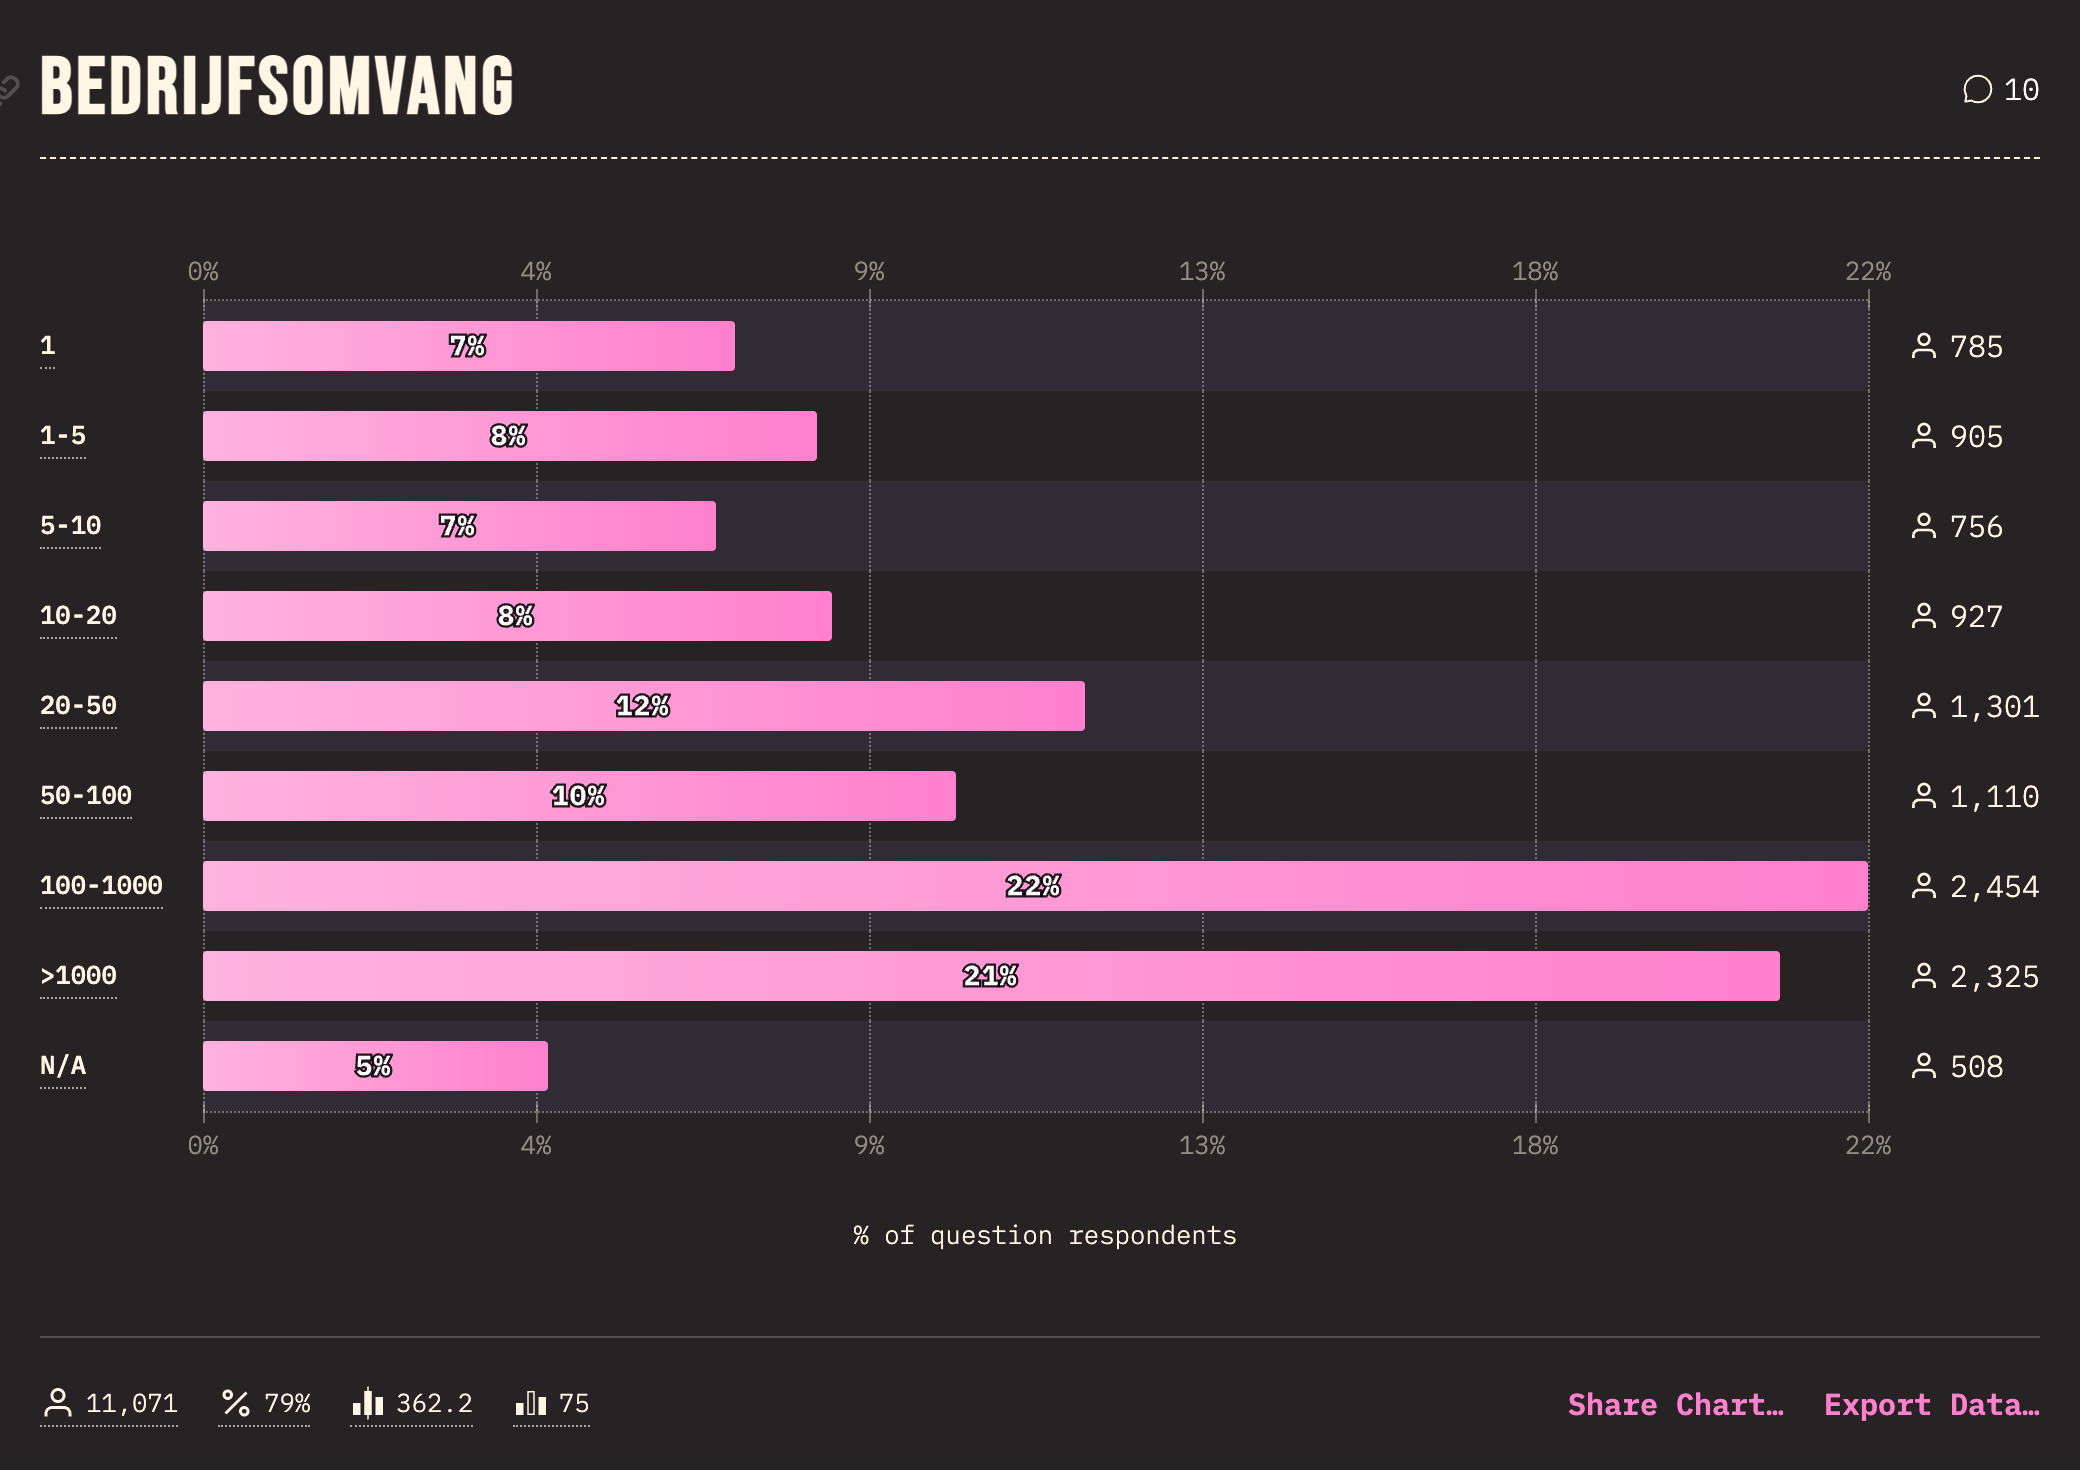 BEDRIJFSOMVANG
10
0% 4% 9% 13% 18% 22%
1 7% 785
1-5 8% 905
5-10 7% 756
10-20 8% 927
20-50 12% 1,301
50-100 10% 1,110
100-1000 22% 2,454
>1000 21% 2,325
N/A 5% 508
0% 4% 9% 13% 18% 22%
% of question respondents
11,071 79% 362.2 75 Share Chart… Export Data…